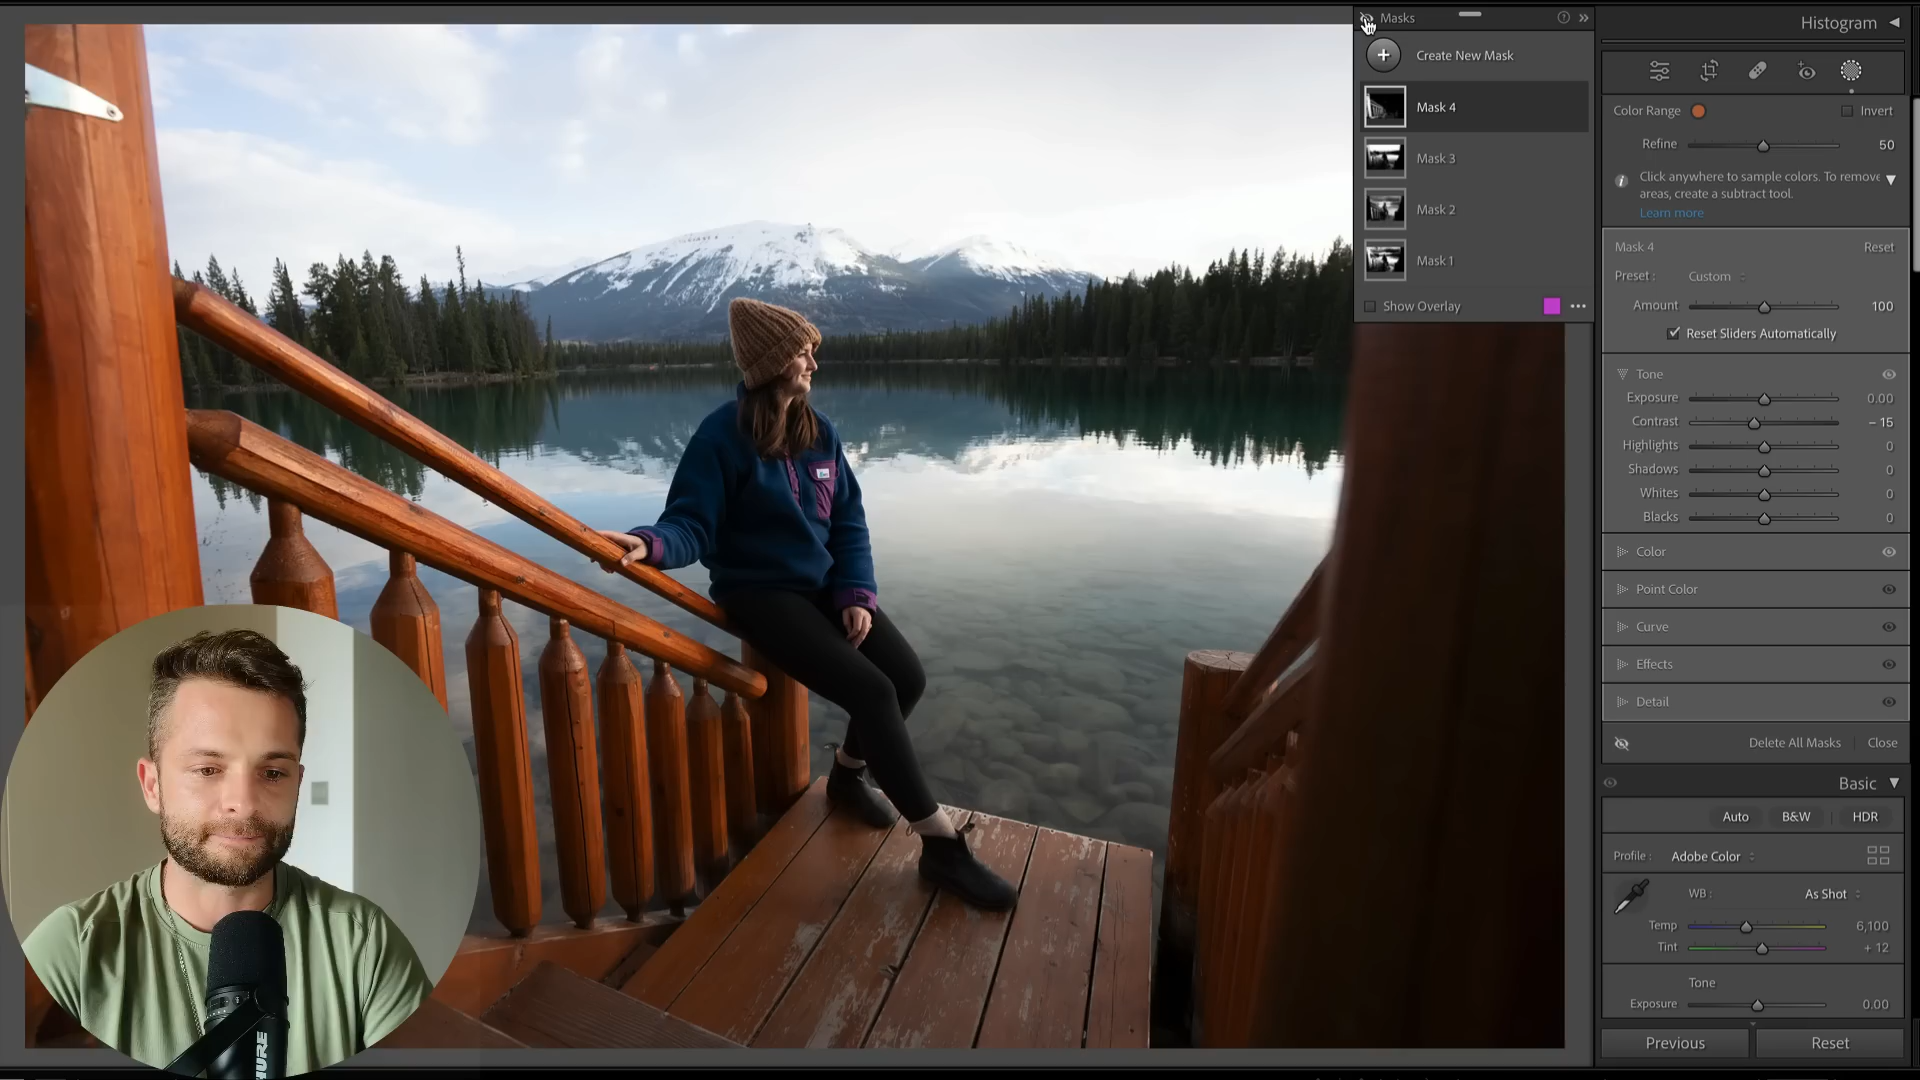 Masks
Create New Mask
Mask 4
Mask 3
Mask 2
Mask 1
Show Overlay
Histogram
Color Range
Invert
Refine 50
Click anywhere to sample colors. To remove
areas, create a subtract tool.
Learn more
Mask 4 Reset
Preset : Custom
Amount 100
Reset Sliders Automatically
Tone
Exposure 0.00
Contrast – 15
Highlights 0
Shadows 0
Whites 0
Blacks 0
Color
Point Color
Curve
Effects
Detail
Delete All Masks Close
Basic
Auto B&W HDR
Profile : Adobe Color
WB : As Shot
Temp 6,100
Tint + 12
Tone
Exposure 0.00
Previous Reset
HURE